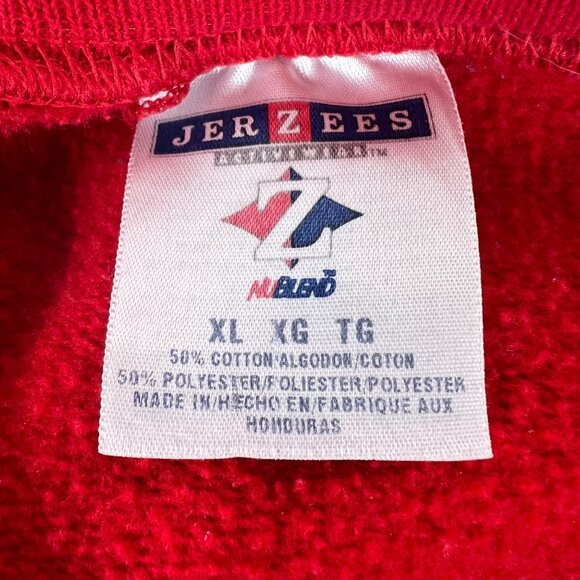 JERZEES
Z
NUBLEND™
XL XG TG
50% COTTON/ALGODON/COTON
50% POLYESTER/POLIESTER/POLYESTER
MADE IN/HECHO EN/FABRIQUE AUX
HONDURAS